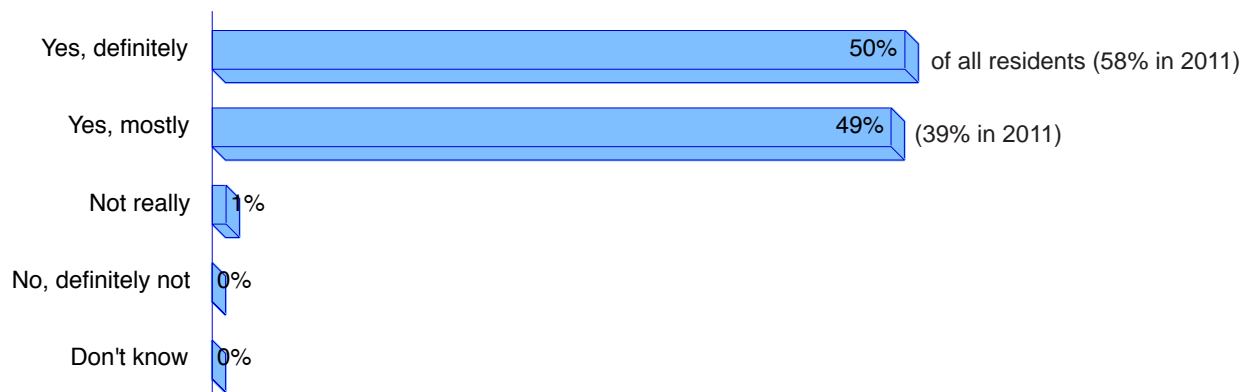 Yes, definitely 50% of all residents (58% in 2011)
Yes, mostly 49% (39% in 2011)
Not really 1%
No, definitely not 0%
Don't know 0%